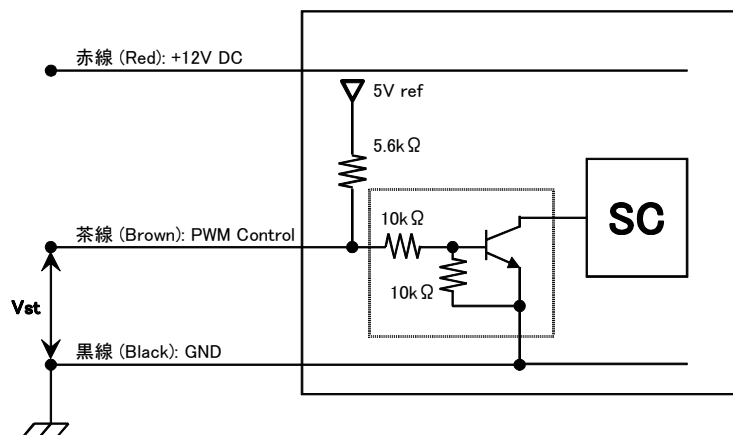 赤線 (Red): +12V DC
5V ref
5.6kΩ
茶線 (Brown): PWM Control
10kΩ
SC
10kΩ
Vst
黒線 (Black): GND